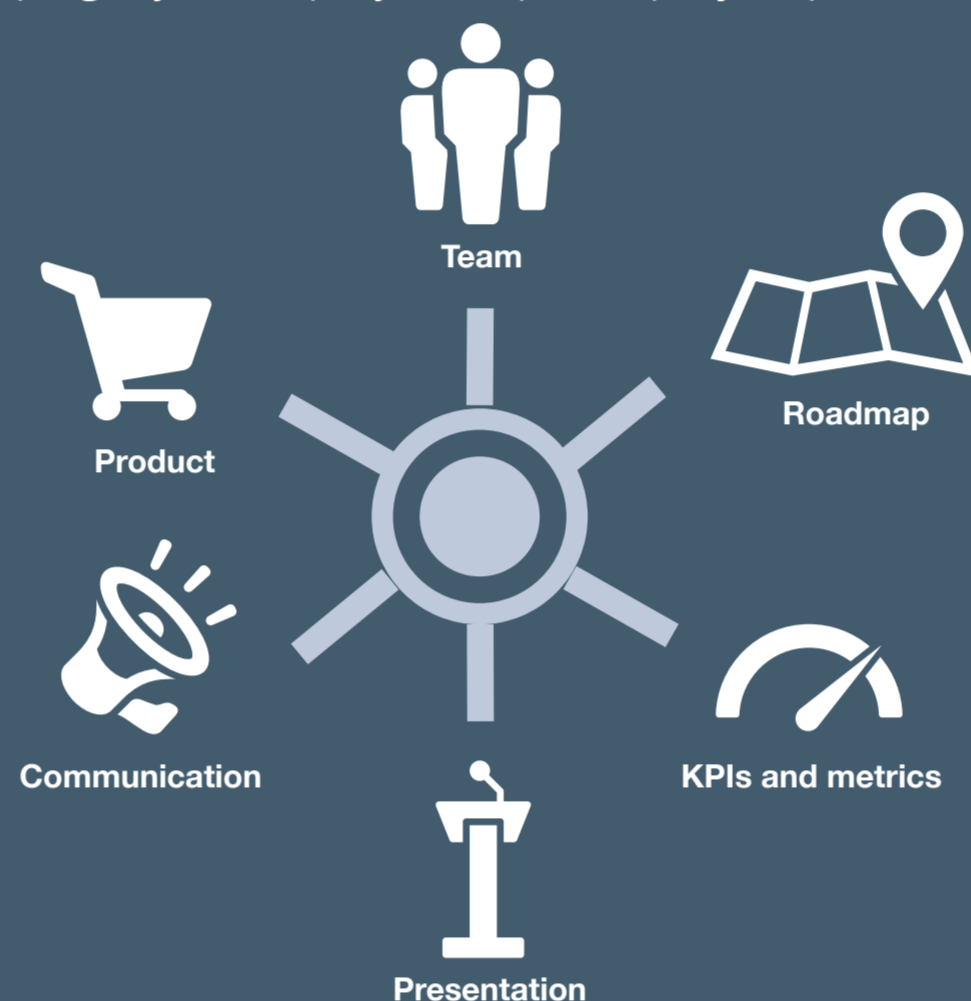 Team
Roadmap
Product
Communication
KPIs and metrics
Presentation